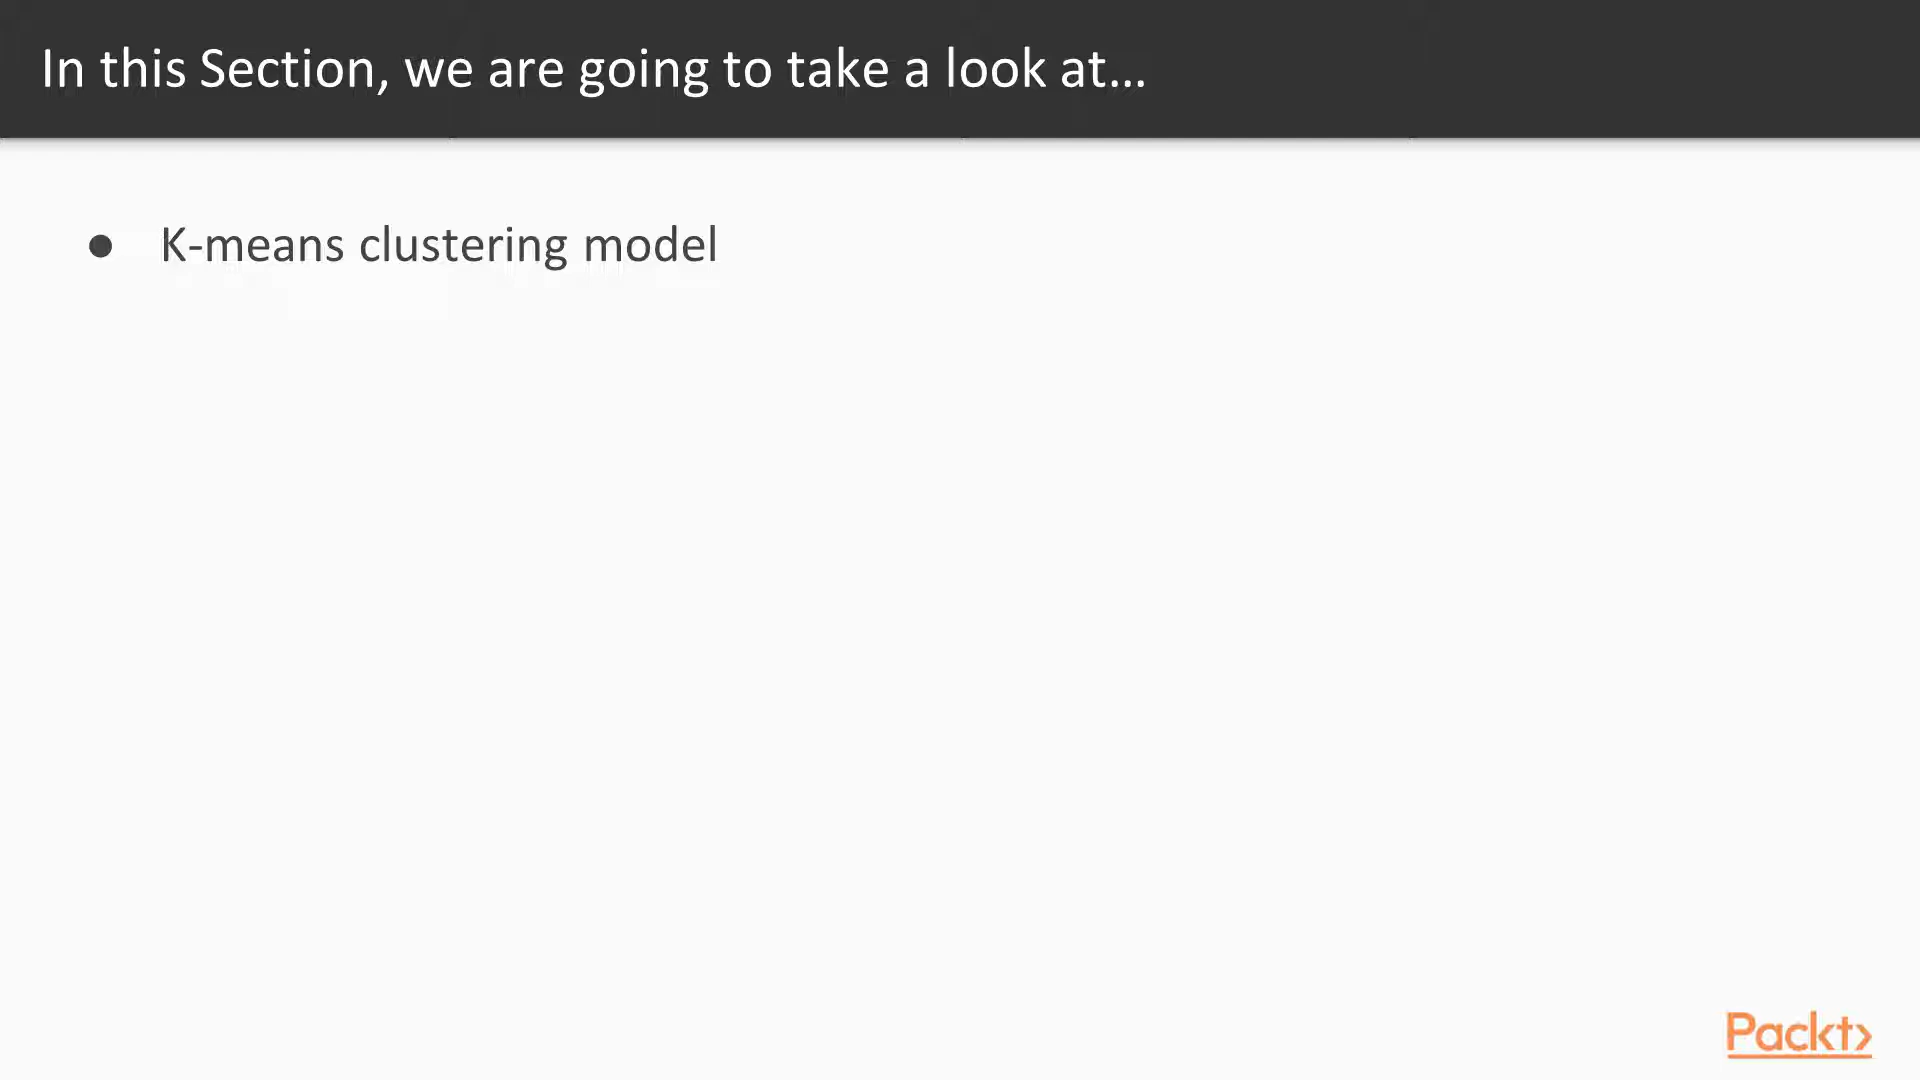 In this Section, we are going to take a look at...
● K-means clustering model
Packt>